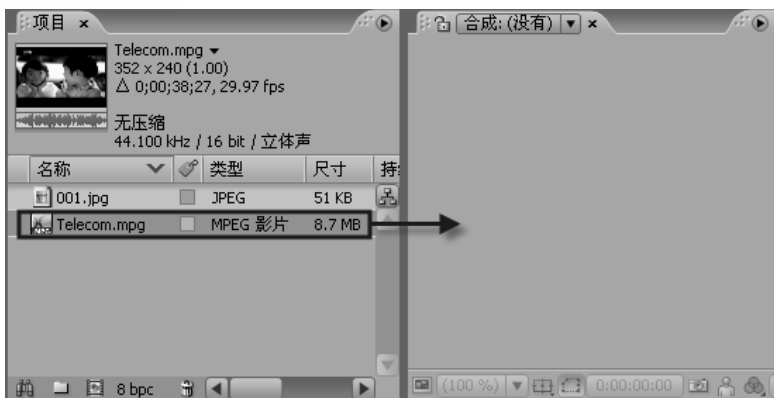 项目 ×
Telecom.mpg
352 x 240 (1.00)
Δ 0;00;38;27, 29.97 fps
无压缩
44.100 kHz / 16 bit / 立体声
名称 类型 尺寸
001.jpg JPEG 51 KB
Telecom.mpg MPEG 影片 8.7 MB
8 bpc
合成: (没有) ×
(100 %) 0:00:00:00